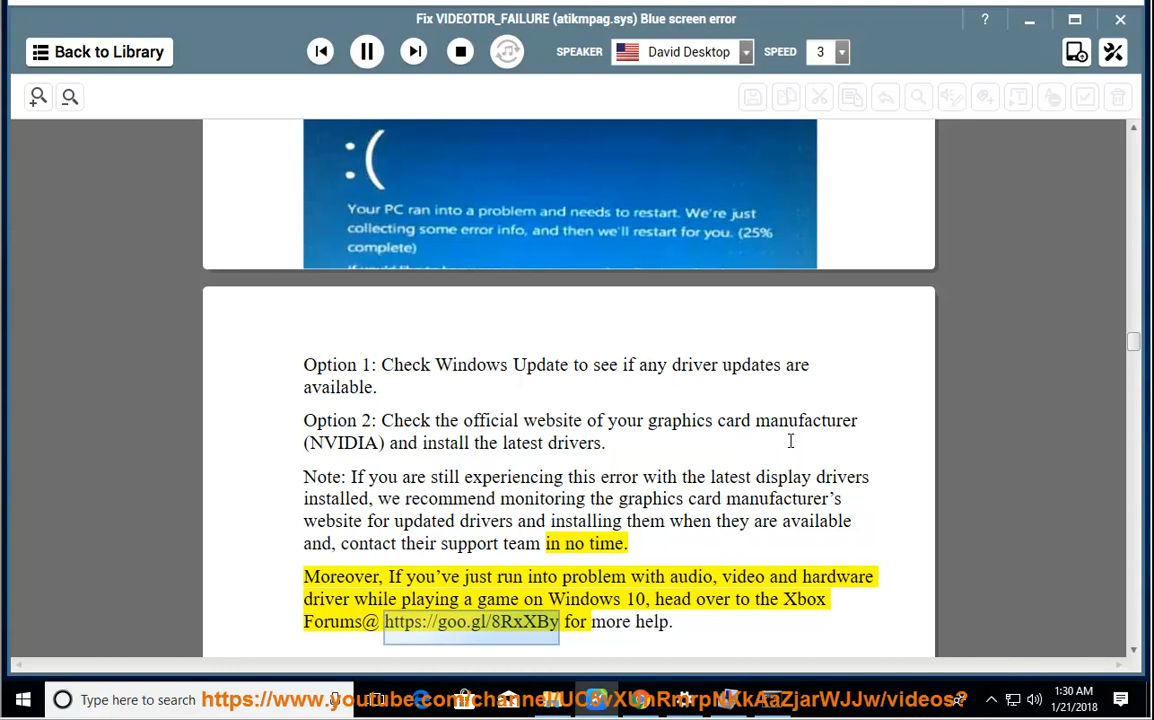 Fix VIDEOTDR_FAILURE (atikmpag.sys) Blue screen error
?
Back to Library
SPEAKER
David Desktop
SPEED
3
:(
Your PC ran into a problem and needs to restart. We're just
collecting some error info, and then we'll restart for you. (25%
complete)
Option 1: Check Windows Update to see if any driver updates are
available.
Option 2: Check the official website of your graphics card manufacturer
(NVIDIA) and install the latest drivers.
Note: If you are still experiencing this error with the latest display drivers
installed, we recommend monitoring the graphics card manufacturer’s
website for updated drivers and installing them when they are available
and, contact their support team in no time.
Moreover, If you’ve just run into problem with audio, video and hardware
driver while playing a game on Windows 10, head over to the Xbox
Forums@ https://goo.gl/8RxXBy for more help.
Type here to search
1:30 AM
1/21/2018